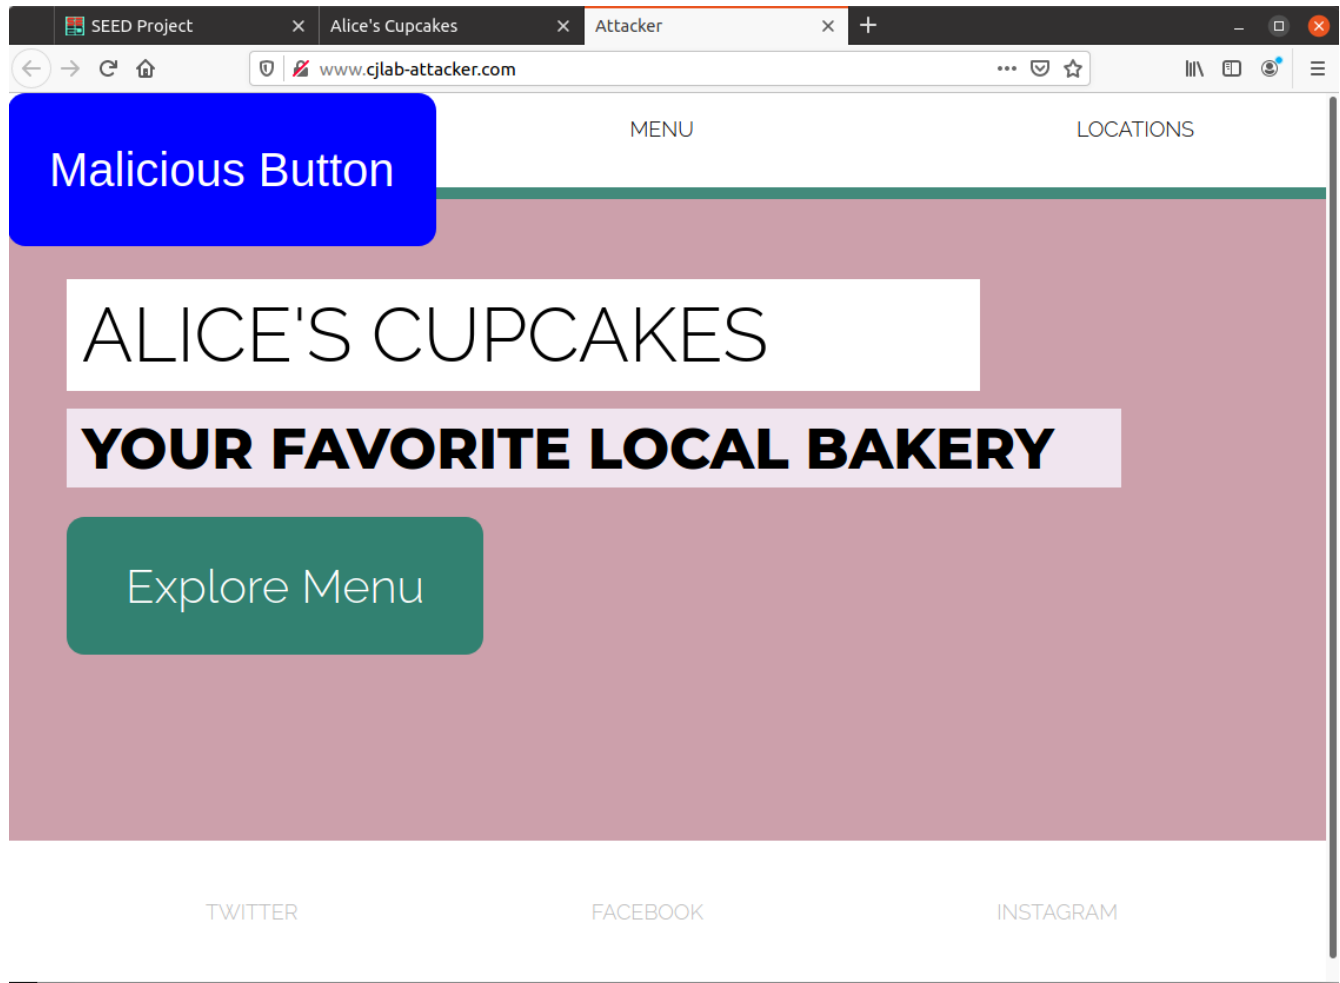 SEED Project
Alice's Cupcakes
Attacker
www.cjlab-attacker.com
Malicious Button
MENU
LOCATIONS
ALICE'S CUPCAKES
YOUR FAVORITE LOCAL BAKERY
Explore Menu
TWITTER
FACEBOOK
INSTAGRAM